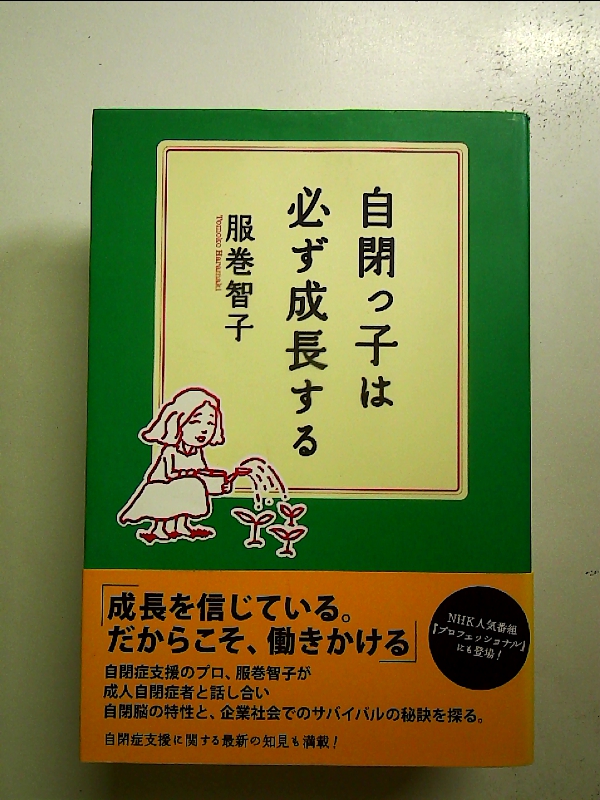 自閉っ子は
必ず成長する
服巻智子
Tomoko Haramaki
「成長を信じている。
だからこそ、働きかける」
自閉症支援のプロ、服巻智子が
成人自閉症者と話し合い
自閉脳の特性と、企業社会でのサバイバルの秘訣を探る。
自閉症支援に関する最新の知見も満載！
NHK人気番組
『プロフェッショナル』
にも登場！